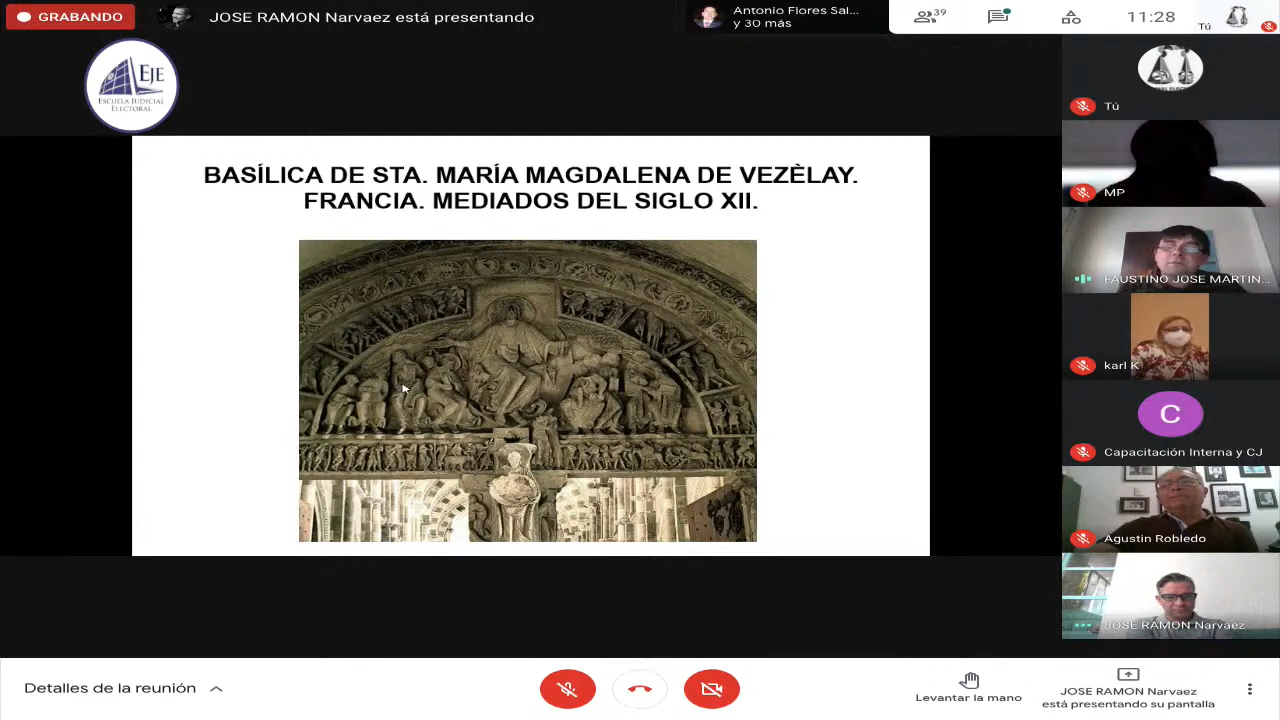 GRABANDO
JOSE RAMON Narvaez está presentando
Antonio Flores Sal...
y 30 más
39
11:28
Tú
EJE
ESCUELA JUDICIAL
ELECTORAL
BASÍLICA DE STA. MARÍA MAGDALENA DE VEZÈLAY.
FRANCIA. MEDIADOS DEL SIGLO XII.
Tú
MP
FAUSTINO JOSE MARTIN...
karl K
C
Capacitación Interna y CJ
Agustin Robledo
JOSE RAMON Narvaez
Detalles de la reunión
Levantar la mano
JOSE RAMON Narvaez
está presentando su pantalla